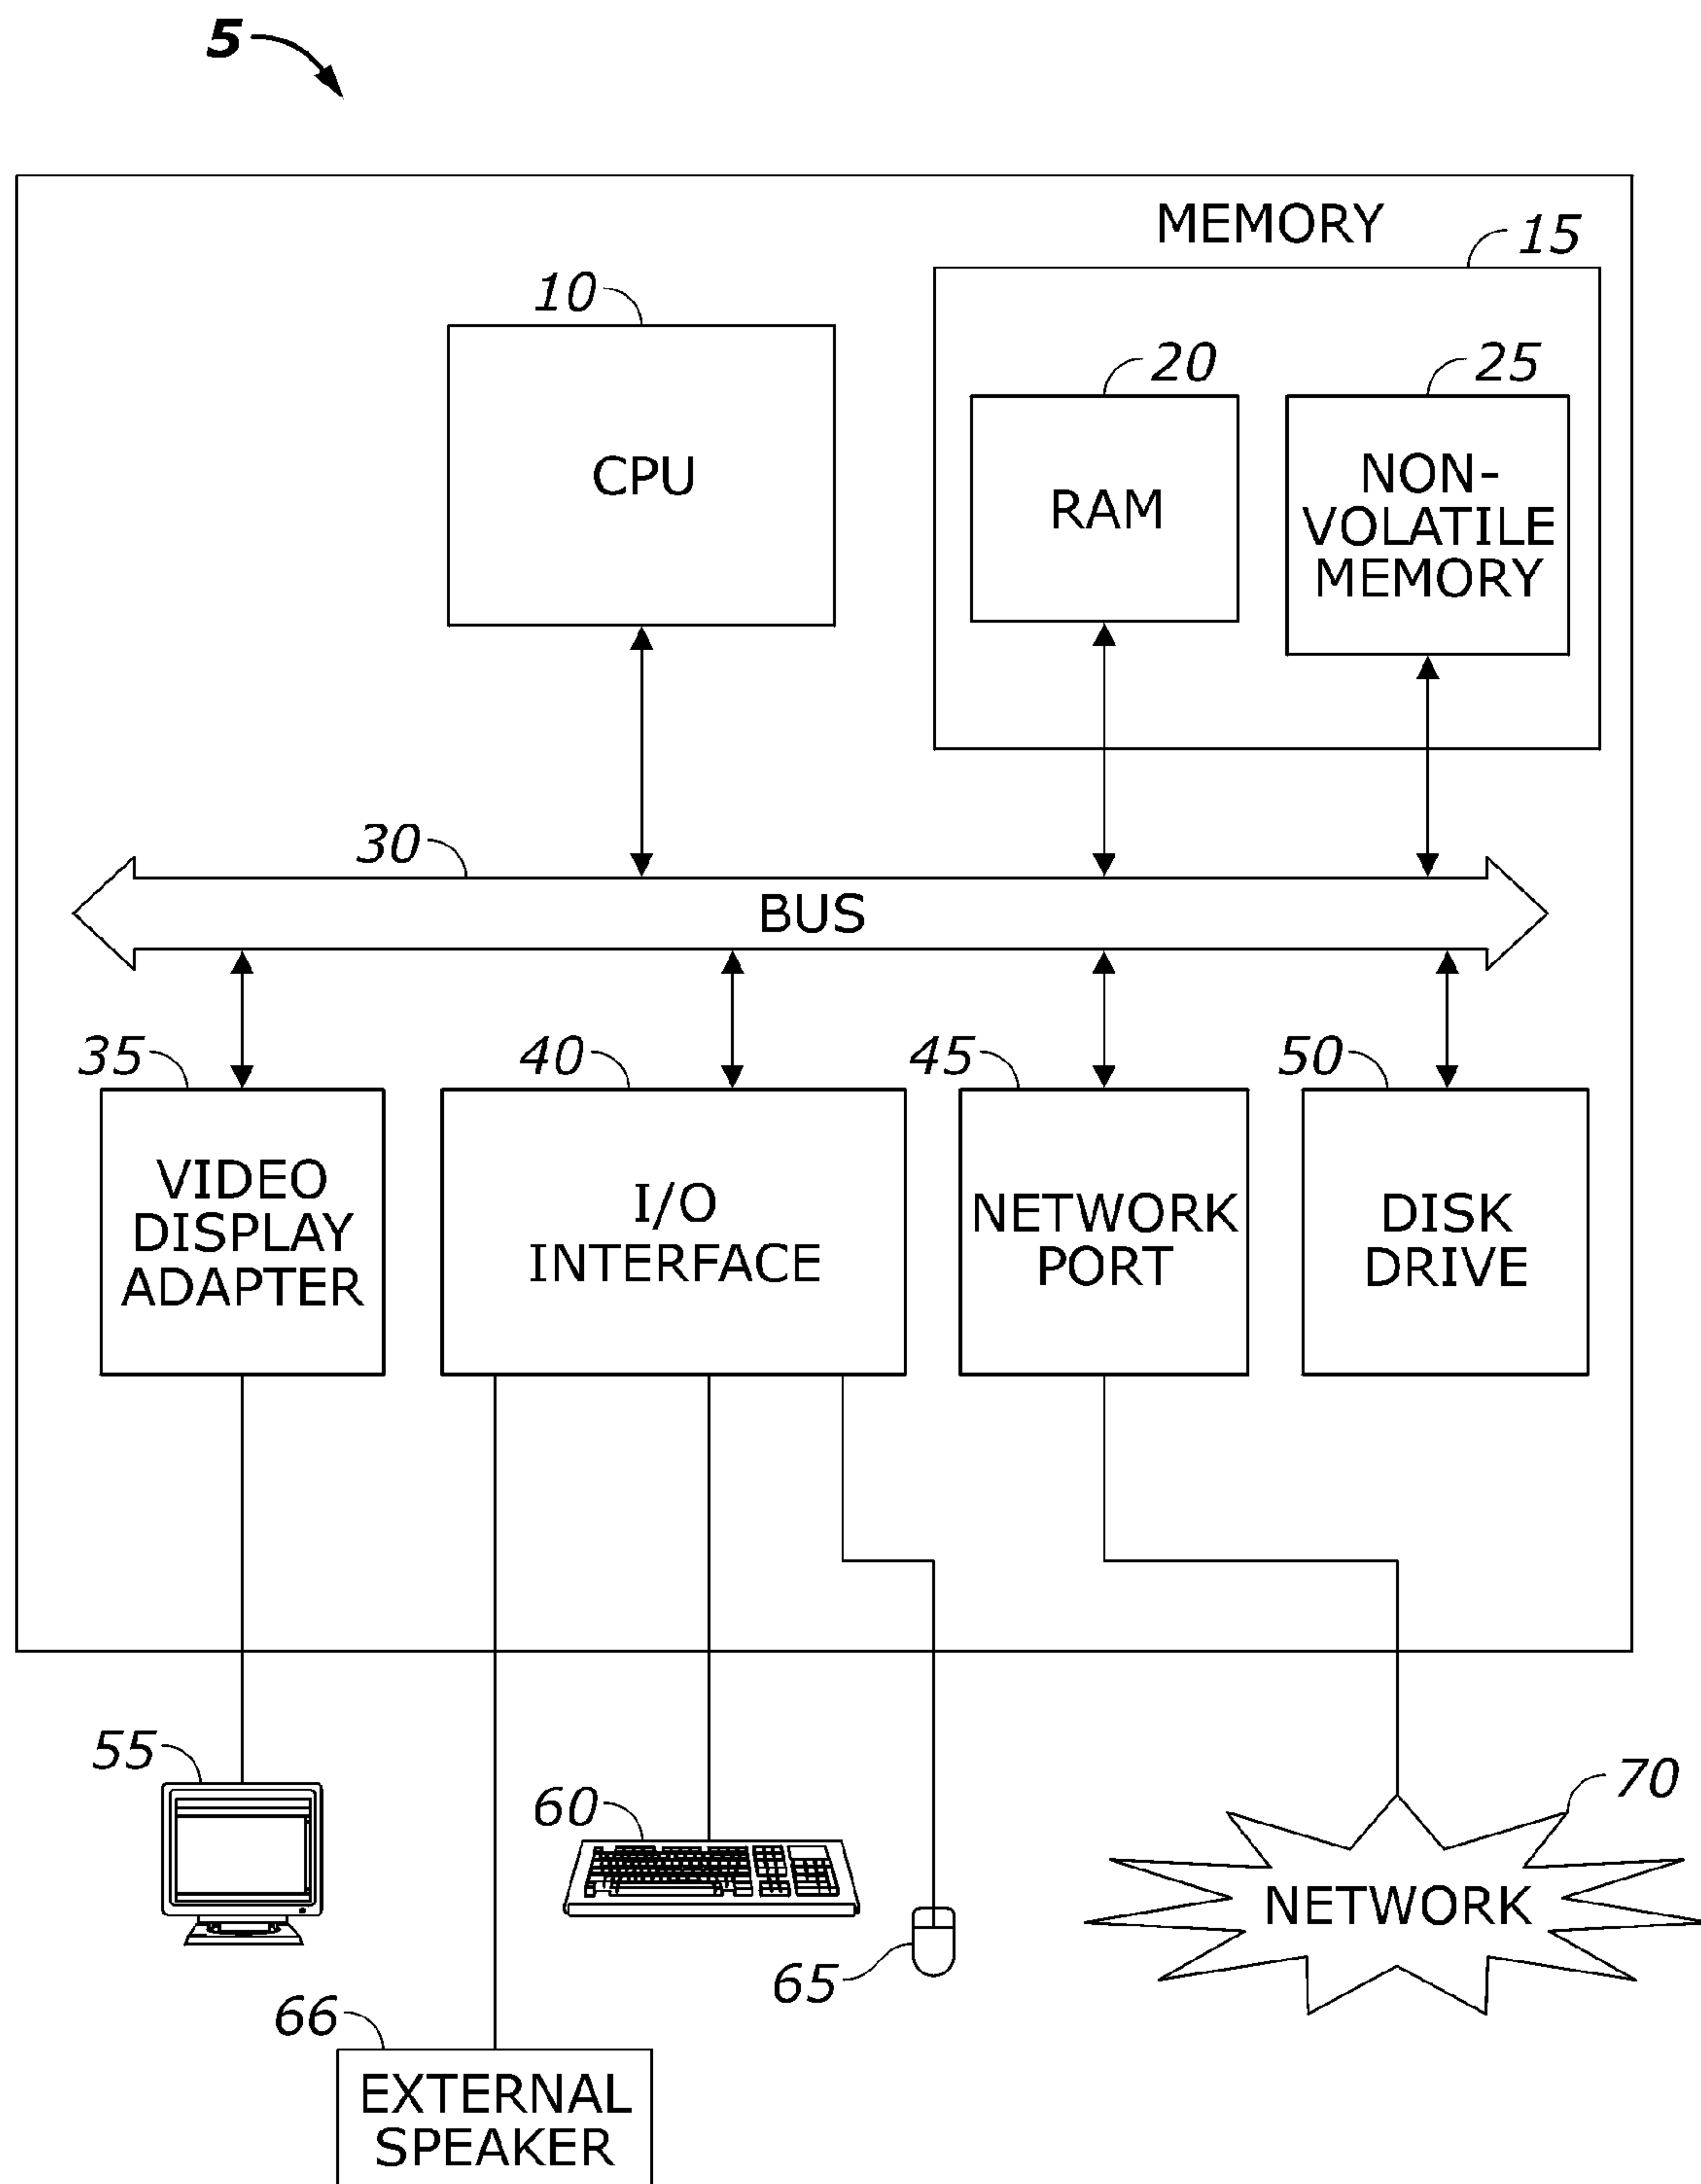 5
MEMORY
15
10
20
25
CPU
RAM
NON-
VOLATILE
MEMORY
30
BUS
35
40
45
50
VIDEO
DISPLAY
ADAPTER
I/O
INTERFACE
NETWORK
PORT
DISK
DRIVE
55
60
65
70
NETWORK
66
EXTERNAL
SPEAKER